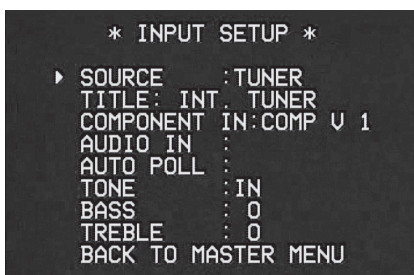 * INPUT SETUP *
SOURCE :TUNER
TITLE: INT. TUNER
COMPONENT IN:COMP V 1
AUDIO IN :
AUTO POLL :
TONE :IN
BASS : 0
TREBLE : 0
BACK TO MASTER MENU